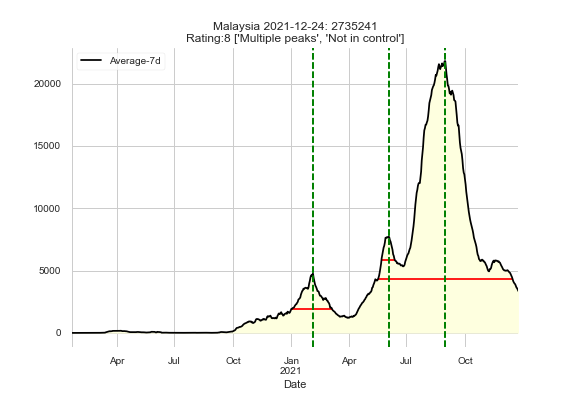 Malaysia 2021-12-24: 2735241
Rating:8 ['Multiple peaks', 'Not in control']
Average-7d
20000
15000
10000
5000
0
Apr Jul Oct Jan Apr Jul Oct
2021
Date